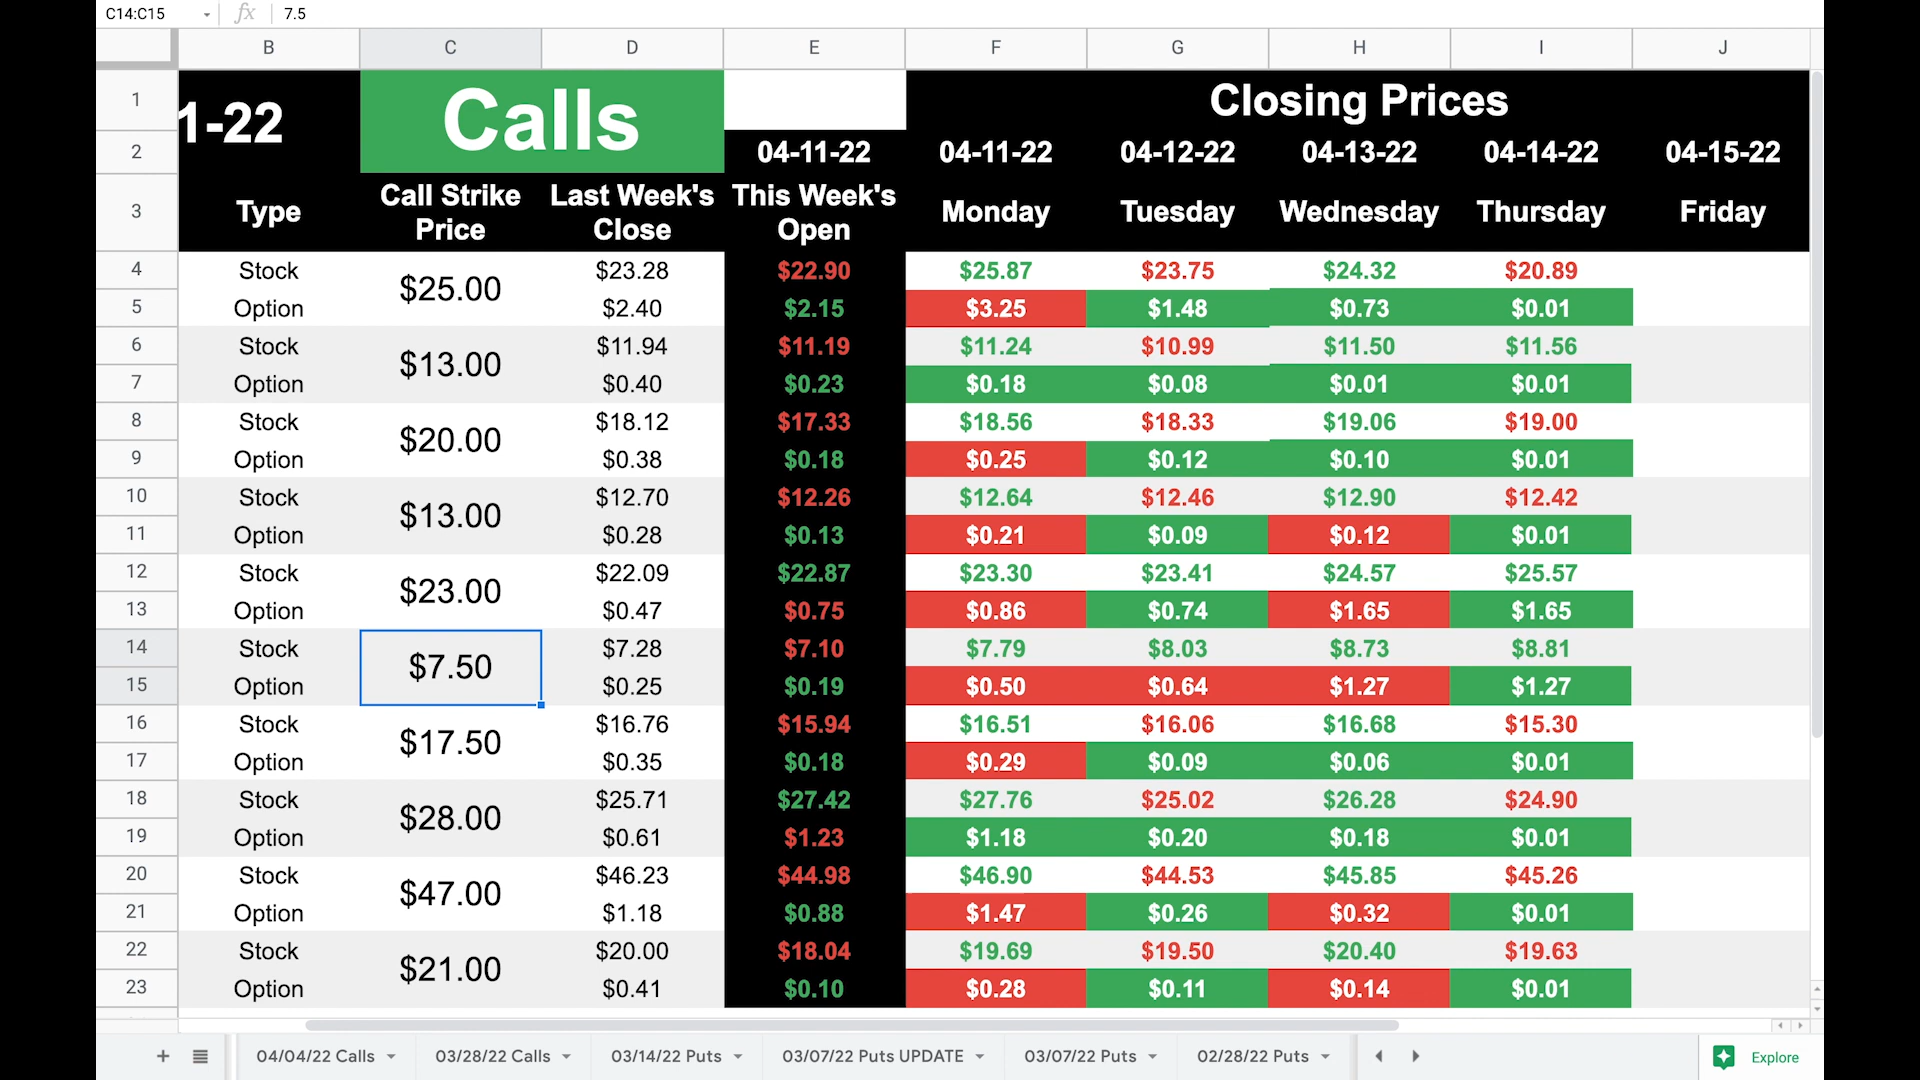 C14:C15 fx 7.5
B C D E F G H I J
1 1-22 Calls Closing Prices
2 04-11-22 04-11-22 04-12-22 04-13-22 04-14-22 04-15-22
3 Type Call Strike Price Last Week's Close This Week's Open Monday Tuesday Wednesday Thursday Friday
4 Stock $25.00 $23.28 $22.90 $25.87 $23.75 $24.32 $20.89
5 Option $2.40 $2.15 $3.25 $1.48 $0.73 $0.01
6 Stock $13.00 $11.94 $11.19 $11.24 $10.99 $11.50 $11.56
7 Option $0.40 $0.23 $0.18 $0.08 $0.01 $0.01
8 Stock $20.00 $18.12 $17.33 $18.56 $18.33 $19.06 $19.00
9 Option $0.38 $0.18 $0.25 $0.12 $0.10 $0.01
10 Stock $13.00 $12.70 $12.26 $12.64 $12.46 $12.90 $12.42
11 Option $0.28 $0.13 $0.21 $0.09 $0.12 $0.01
12 Stock $23.00 $22.09 $22.87 $23.30 $23.41 $24.57 $25.57
13 Option $0.47 $0.75 $0.86 $0.74 $1.65 $1.65
14 Stock $7.50 $7.28 $7.10 $7.79 $8.03 $8.73 $8.81
15 Option $0.25 $0.19 $0.50 $0.64 $1.27 $1.27
16 Stock $17.50 $16.76 $15.94 $16.51 $16.06 $16.68 $15.30
17 Option $0.35 $0.18 $0.29 $0.09 $0.06 $0.01
18 Stock $28.00 $25.71 $27.42 $27.76 $25.02 $26.28 $24.90
19 Option $0.61 $1.23 $1.18 $0.20 $0.18 $0.01
20 Stock $47.00 $46.23 $44.98 $46.90 $44.53 $45.85 $45.26
21 Option $1.18 $0.88 $1.47 $0.26 $0.32 $0.01
22 Stock $21.00 $20.00 $18.04 $19.69 $19.50 $20.40 $19.63
23 Option $0.41 $0.10 $0.28 $0.11 $0.14 $0.01
+ 04/04/22 Calls 03/28/22 Calls 03/14/22 Puts 03/07/22 Puts UPDATE 03/07/22 Puts 02/28/22 Puts Explore